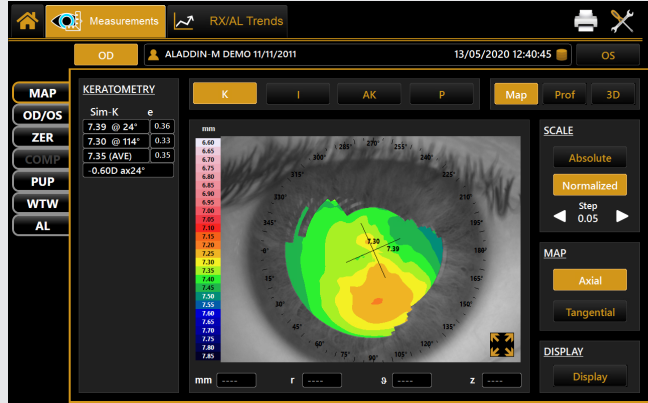 Measurements RX/AL Trends
OD ALADDIN-M DEMO 11/11/2011 13/05/2020 12:40:45 OS
MAP
OD/OS
ZER
COMP
PUP
WTW
AL
KERATOMETRY
Sim-K e
7.39 @ 24° 0.36
7.30 @ 114° 0.33
7.35 (AVE) 0.35
-0.60D ax24°
K I AK P
Map Prof 3D
mm
6.60
6.65
6.70
6.75
6.80
6.85
6.90
6.95
7.00
7.05
7.10
7.15
7.20
7.25
7.30
7.35
7.40
7.45
7.50
7.55
7.60
7.65
7.70
7.75
7.80
7.85
285° 270° 255°
300° 240°
315°
330° 210°
345° 195°
0° 180°
165°
30° 150°
45° 135°
60° 120°
75° 90° 105°
7.30
7.39
mm ---- r ---- θ ---- z ----
SCALE
Absolute
Normalized
Step
0.05
MAP
Axial
Tangential
DISPLAY
Display